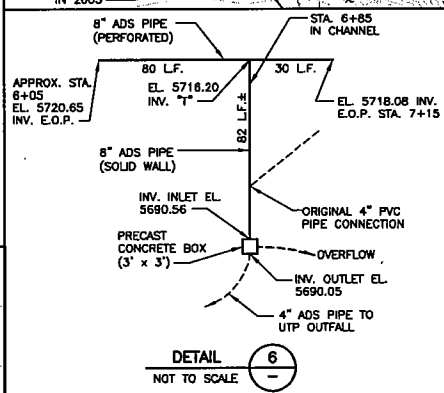 IN 2005
8" ADS PIPE
(PERFORATED)
STA. 6+85
IN CHANNEL
80 L.F.
30 L.F.
APPROX. STA.
6+05
EL. 5720.65
INV. E.O.P.
EL. 5716.20
INV. "T"
EL. 5718.08 INV.
E.O.P. STA. 7+15
82 L.F.±
8" ADS PIPE
(SOLID WALL)
INV. INLET EL.
5690.56
ORIGINAL 4" PVC
PIPE CONNECTION
PRECAST
CONCRETE BOX
(3' x 3')
OVERFLOW
INV. OUTLET EL.
5690.05
4" ADS PIPE TO
UTP OUTFALL
DETAIL 6
NOT TO SCALE -